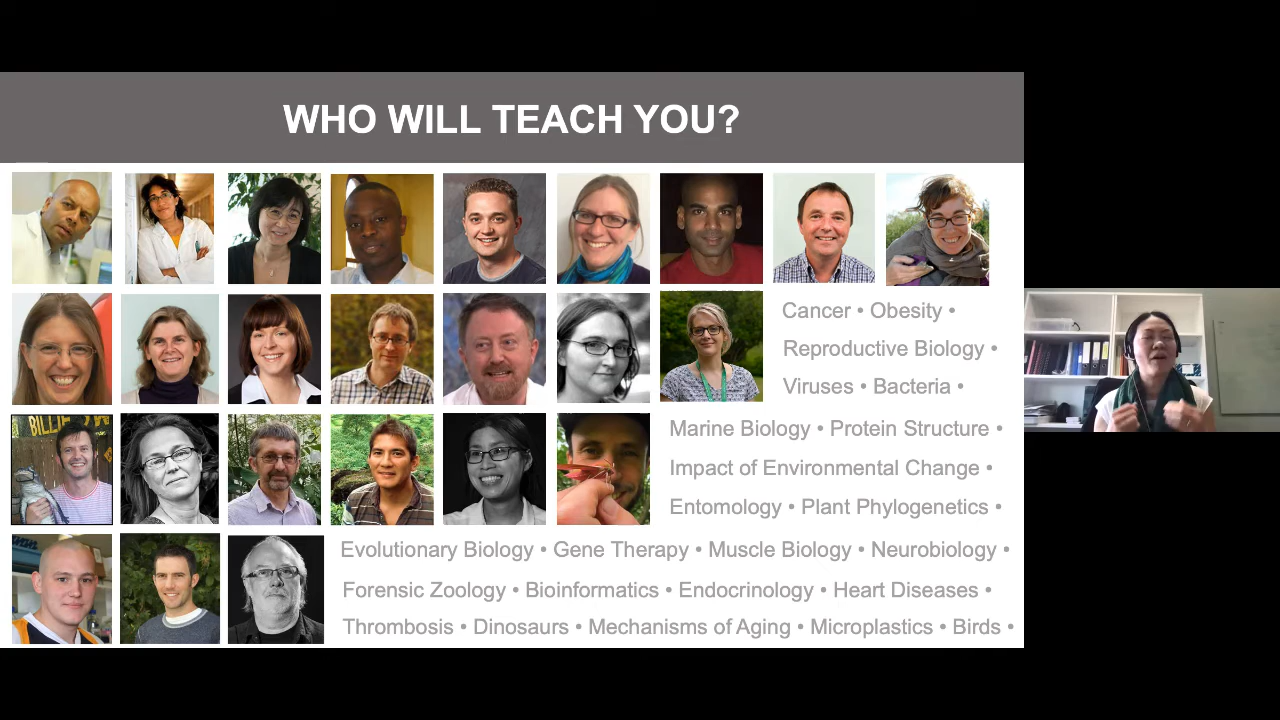 WHO WILL TEACH YOU?
Cancer • Obesity •
Reproductive Biology •
Viruses • Bacteria •
BILLIE
Marine Biology • Protein Structure •
Impact of Environmental Change •
Entomology • Plant Phylogenetics •
Evolutionary Biology • Gene Therapy • Muscle Biology • Neurobiology •
Forensic Zoology • Bioinformatics • Endocrinology • Heart Diseases •
Thrombosis • Dinosaurs • Mechanisms of Aging • Microplastics • Birds •